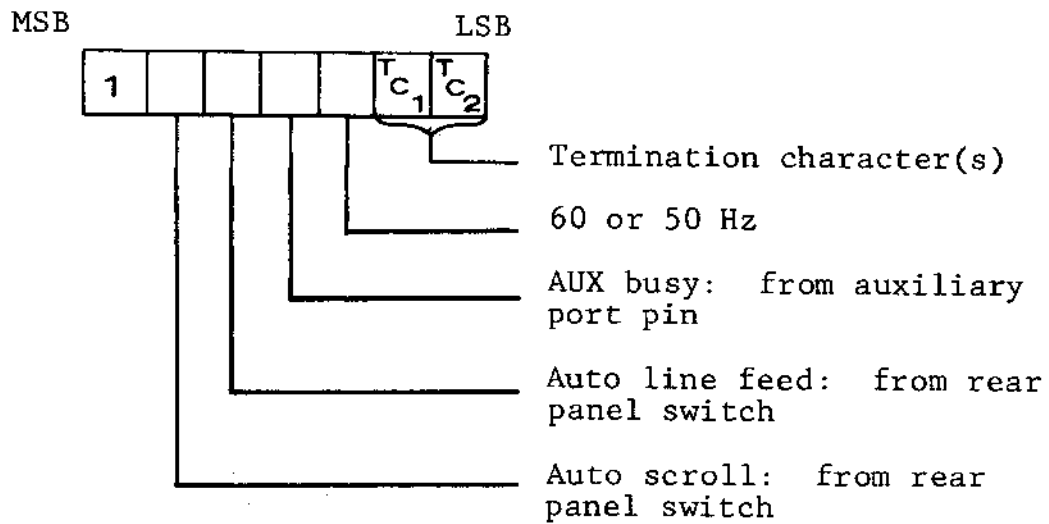 MSB LSB
1 TC1 TC2
Termination character(s)
60 or 50 Hz
AUX busy: from auxiliary
port pin
Auto line feed: from rear
panel switch
Auto scroll: from rear
panel switch